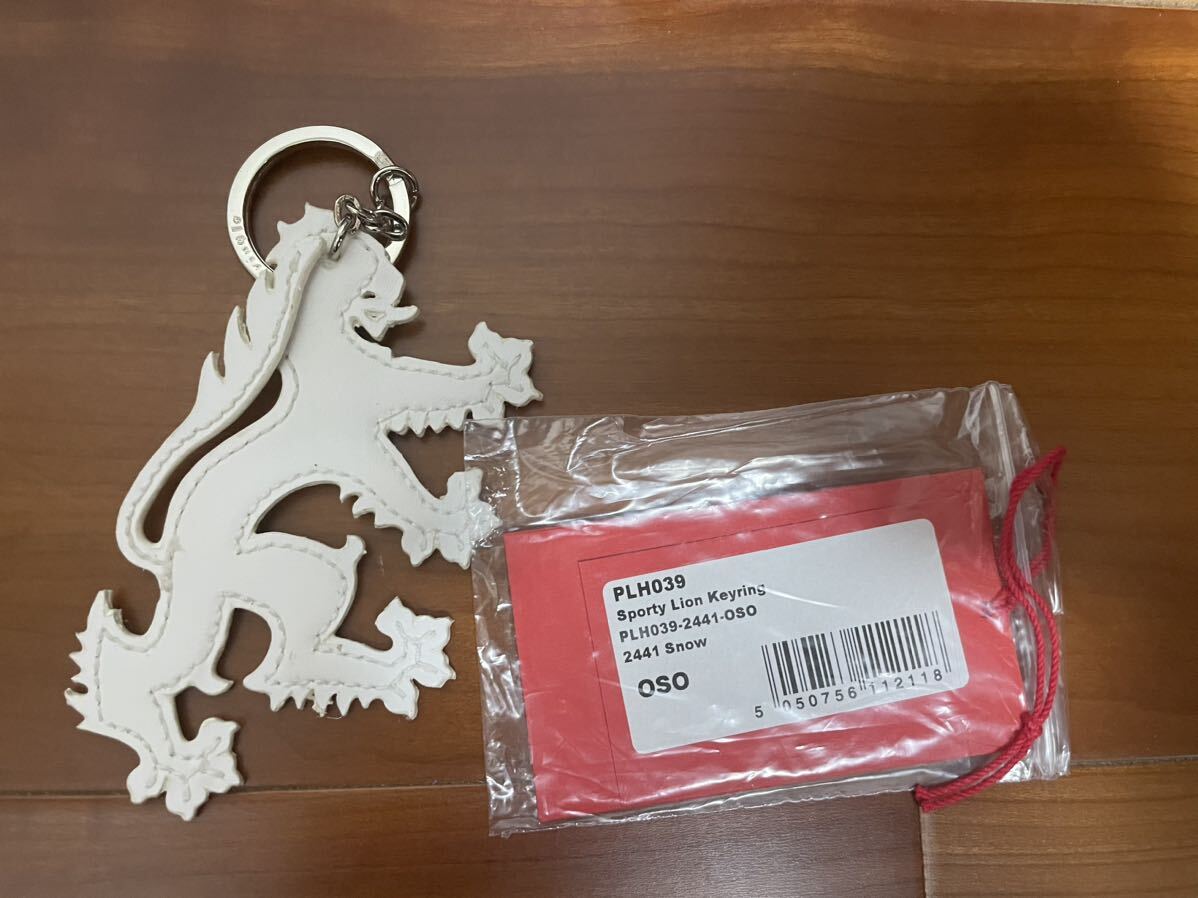 PLH039
Sporty Lion Keyring
PLH039-2441-OSO
2441 Snow
OSO
5 050756 112118